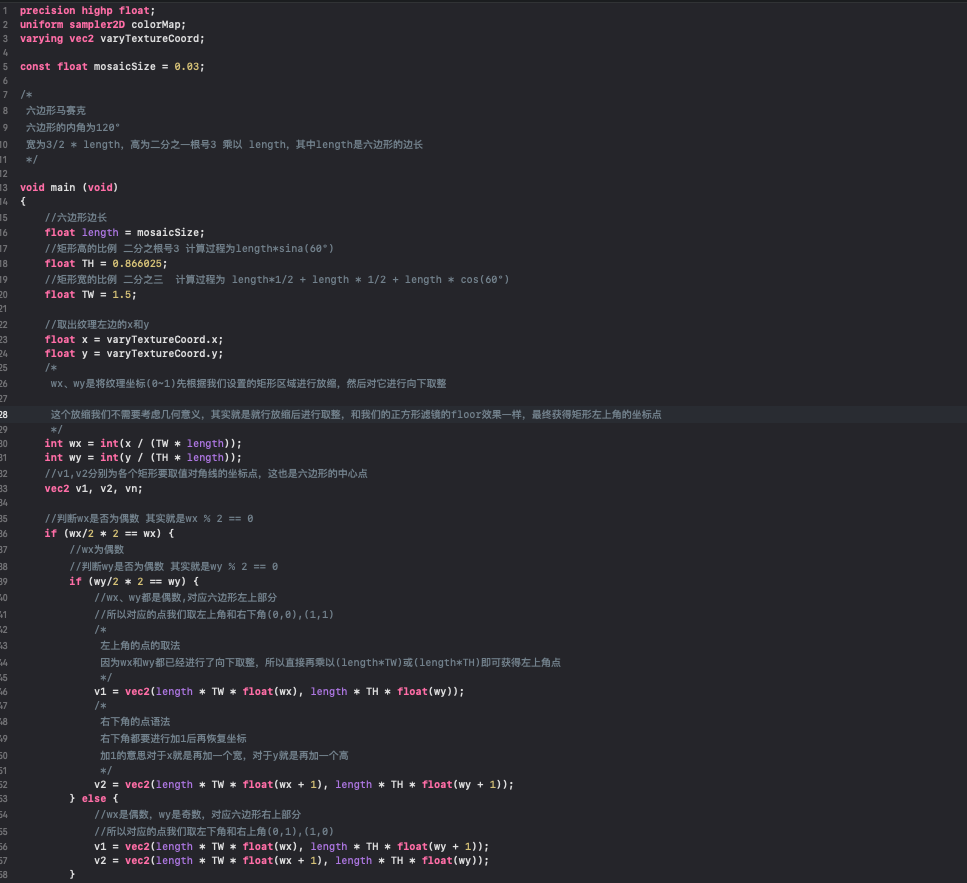 1 precision highp float;
2 uniform sampler2D colorMap;
3 varying vec2 varyTextureCoord;
4
5 const float mosaicSize = 0.03;
6
7 /*
8 六边形马赛克
9 六边形的内角为120°
10 宽为3/2 * length，高为二分之一根号3 乘以 length，其中length是六边形的边长
11 */
12
13 void main (void)
14 {
15 //六边形边长
16 float length = mosaicSize;
17 //矩形高的比例 二分之根号3 计算过程为length*sina(60°)
18 float TH = 0.866025;
19 //矩形宽的比例 二分之三  计算过程为 length*1/2 + length * 1/2 + length * cos(60°)
20 float TW = 1.5;
21
22 //取出纹理左边的x和y
23 float x = varyTextureCoord.x;
24 float y = varyTextureCoord.y;
25 /*
26 wx、wy是将纹理坐标(0~1)先根据我们设置的矩形区域进行放缩，然后对它进行向下取整
27
28 这个放缩我们不需要考虑几何意义，其实就是就行放缩后进行取整，和我们的正方形滤镜的floor效果一样，最终获得矩形左上角的坐标点
29 */
30 int wx = int(x / (TW * length));
31 int wy = int(y / (TH * length));
32 //v1,v2分别为各个矩形要取值对角线的坐标点，这也是六边形的中心点
33 vec2 v1, v2, vn;
34
35 //判断wx是否为偶数 其实就是wx % 2 == 0
36 if (wx/2 * 2 == wx) {
37 //wx为偶数
38 //判断wy是否为偶数 其实就是wy % 2 == 0
39 if (wy/2 * 2 == wy) {
40 //wx、wy都是偶数,对应六边形左上部分
41 //所以对应的点我们取左上角和右下角(0,0),(1,1)
42 /*
43 左上角的点的取法
44 因为wx和wy都已经进行了向下取整，所以直接再乘以(length*TW)或(length*TH)即可获得左上角点
45 */
46 v1 = vec2(length * TW * float(wx), length * TH * float(wy));
47 /*
48 右下角的点语法
49 右下角都要进行加1后再恢复坐标
50 加1的意思对于x就是再加一个宽，对于y就是再加一个高
51 */
52 v2 = vec2(length * TW * float(wx + 1), length * TH * float(wy + 1));
53 } else {
54 //wx是偶数，wy是奇数，对应六边形右上部分
55 //所以对应的点我们取左下角和右上角(0,1),(1,0)
56 v1 = vec2(length * TW * float(wx), length * TH * float(wy + 1));
57 v2 = vec2(length * TW * float(wx + 1), length * TH * float(wy));
58 }